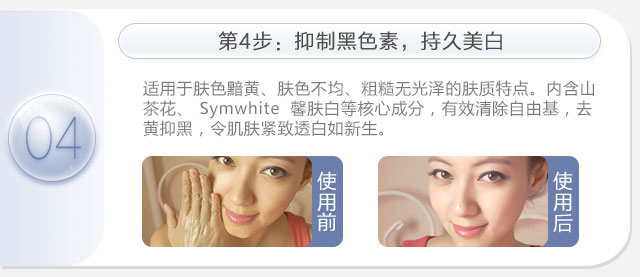 第4步：抑制黑色素，持久美白
04
适用于肤色黯黄、肤色不均、粗糙无光泽的肤质特点。内含山
茶花、 Symwhite 馨肤白等核心成分，有效清除自由基，去
黄抑黑，令肌肤紧致透白如新生。
使用前
使用后